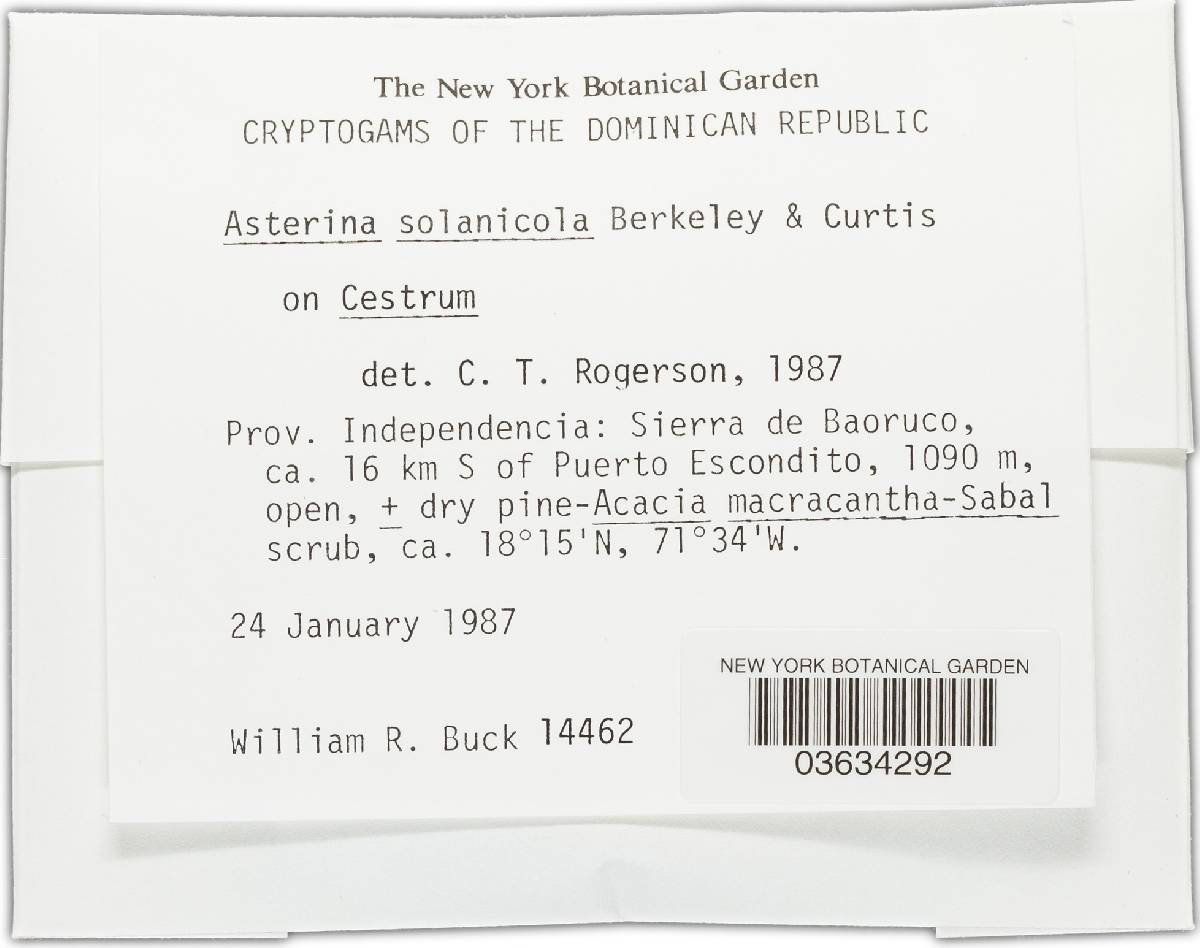 The New York Botanical Garden
CRYPTOGAMS OF THE DOMINICAN REPUBLIC
Asterina solanicola Berkeley & Curtis
on Cestrum
det. C. T. Rogerson, 1987
Prov. Independencia: Sierra de Baoruco,
ca. 16 km S of Puerto Escondito, 1090 m,
open, ± dry pine-Acacia macracantha-Sabal
scrub, ca. 18°15'N, 71°34'W.
24 January 1987
William R. Buck 14462
NEW YORK BOTANICAL GARDEN
03634292